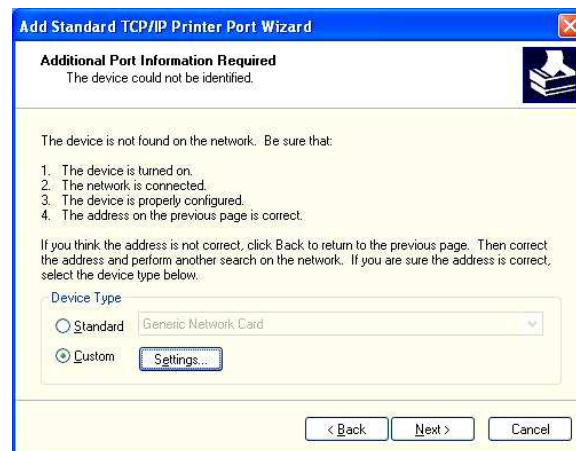 Add Standard TCP/IP Printer Port Wizard
Additional Port Information Required
The device could not be identified.
The device is not found on the network. Be sure that:
1. The device is turned on.
2. The network is connected.
3. The device is properly configured.
4. The address on the previous page is correct.
If you think the address is not correct, click Back to return to the previous page. Then correct
the address and perform another search on the network. If you are sure the address is correct,
select the device type below.
Device Type
Standard Generic Network Card
Custom Settings...
< Back Next > Cancel